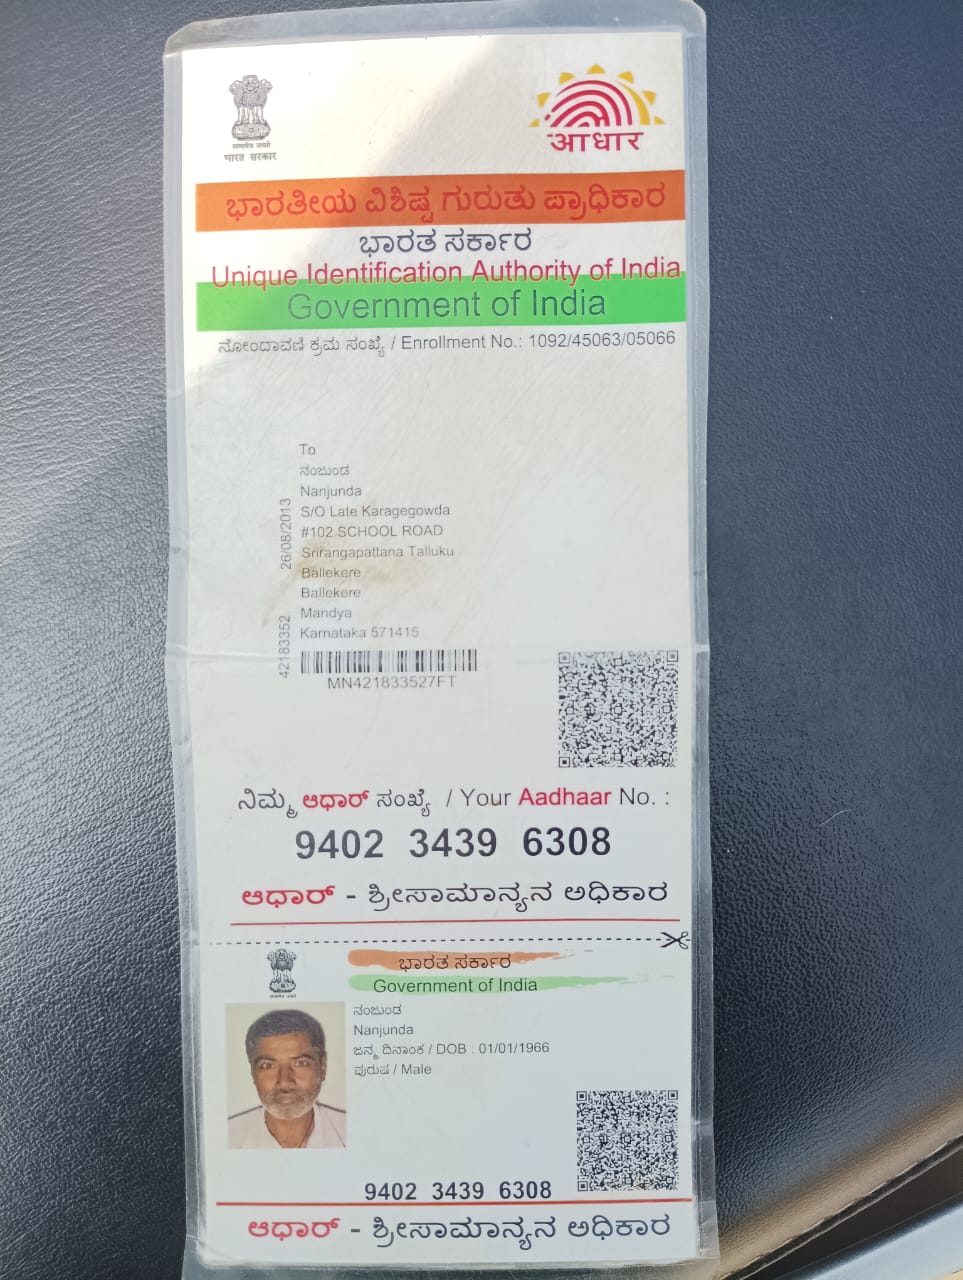 सत्यमेव जयते
भारत सरकार
आधार
ಭಾರತೀಯ ವಿಶಿಷ್ಟ ಗುರುತು ಪ್ರಾಧಿಕಾರ
ಭಾರತ ಸರ್ಕಾರ
Unique Identification Authority of India
Government of India
ನೋಂದಾವಣಿ ಕ್ರಮ ಸಂಖ್ಯೆ / Enrollment No.: 1092/45063/05066
To
ನಂಜುಂಡ
Nanjunda
S/O Late Karagegowda
#102 SCHOOL ROAD
Srirangapattana Talluku
Ballekere
Ballekere
Mandya
Karnataka 571415
26/08/2013
42183352
MN421833527FT
ನಿಮ್ಮ ಆಧಾರ್ ಸಂಖ್ಯೆ / Your Aadhaar No. :
9402 3439 6308
ಆಧಾರ್ - ಶ್ರೀಸಾಮಾನ್ಯನ ಅಧಿಕಾರ
ಭಾರತ ಸರ್ಕಾರ
Government of India
ನಂಜುಂಡ
Nanjunda
ಜನ್ಮ ದಿನಾಂಕ / DOB : 01/01/1966
ಪುರುಷ / Male
9402 3439 6308
ಆಧಾರ್ - ಶ್ರೀಸಾಮಾನ್ಯನ ಅಧಿಕಾರ